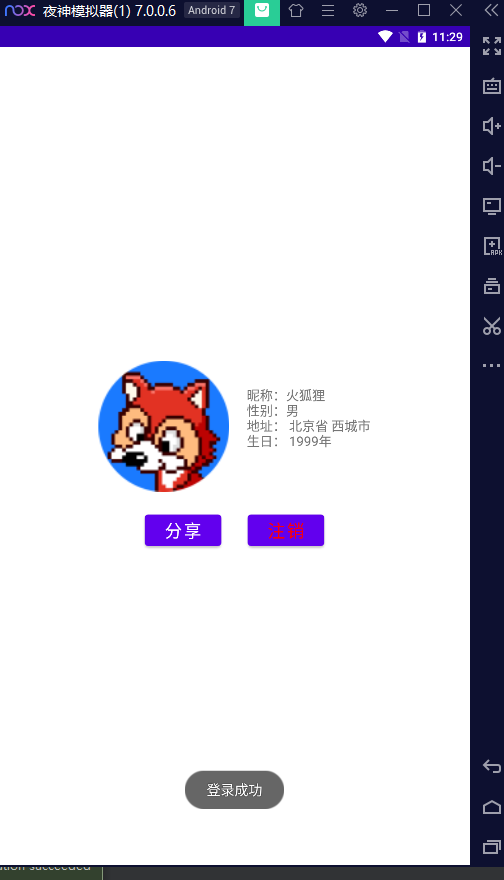 nox 夜神模拟器(1) 7.0.0.6 Android 7
11:29
昵称：火狐狸
性别：男
地址： 北京省 西城市
生日： 1999年
分享 注销
登录成功
APK
succeeded